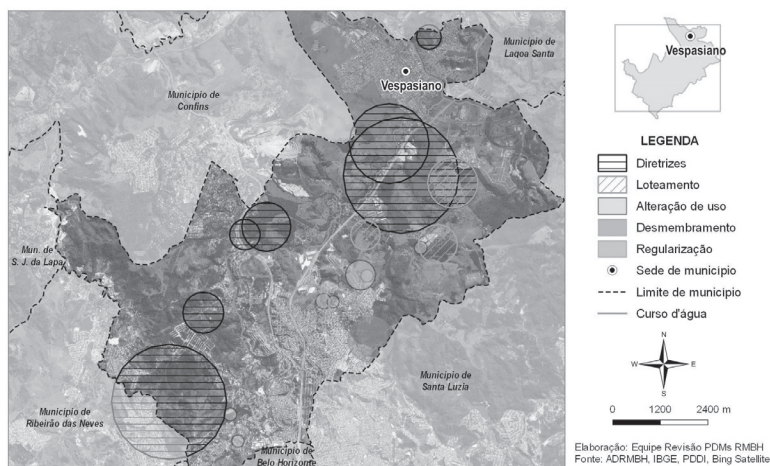 Município de
Lagoa Santa
Vespasiano
Município de
Confins
Mun. de
S. J. da Lapa
Município de
Santa Luzia
Município de
Ribeirão das Neves
Município de
Belo Horizonte
Vespasiano
LEGENDA
Diretrizes
Loteamento
Alteração de uso
Desmembramento
Regularização
Sede de município
Limite de município
Curso d'água
N
W
E
S
0 1200 2400 m
Elaboração: Equipe Revisão PDMs RMBH
Fonte: ADRMBH, IBGE, PDDI, Bing Satellite